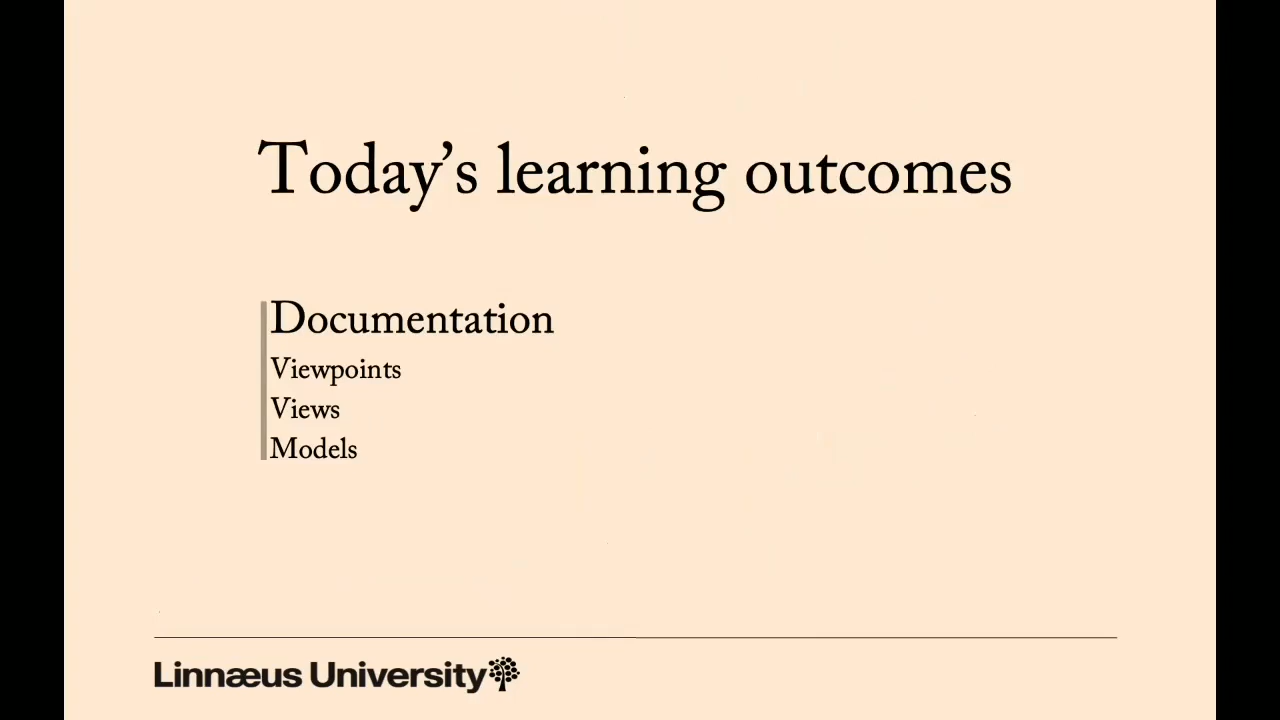 Today’s learning outcomes
Documentation
Viewpoints
Views
Models
Linnæus University